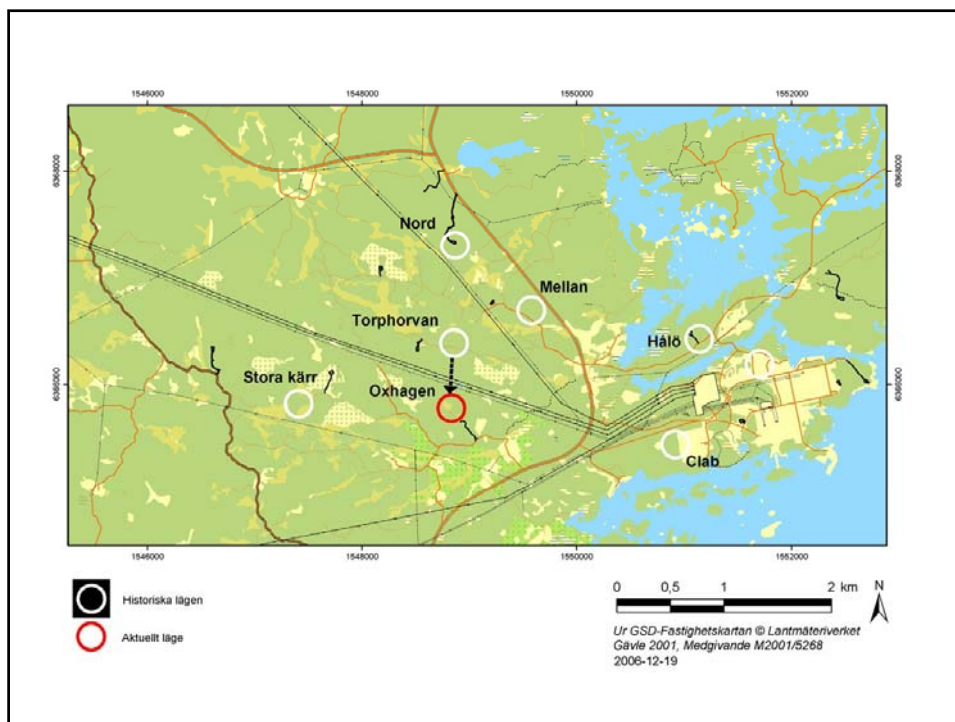 1546000
1548000
1550000
1552000
6368000
6368000
Nord
Mellan
Torphorvan
Hålö
Stora kärr
Oxhagen
6366000
6366000
Clab
1546000
1548000
1550000
1552000
Historiska lägen
Aktuellt läge
0 0,5 1 2 km
N
Ur GSD-Fastighetskartan © Lantmäteriverket
Gävle 2001, Medgivande M2001/5268
2006-12-19